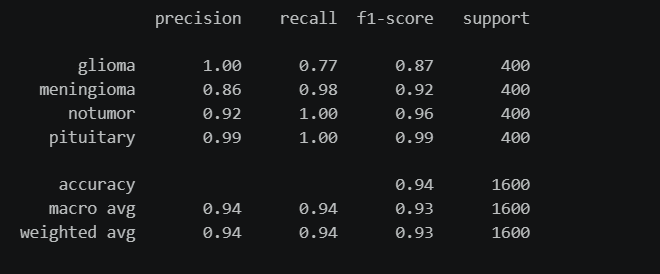 precision recall f1-score support
glioma 1.00 0.77 0.87 400
meningioma 0.86 0.98 0.92 400
notumor 0.92 1.00 0.96 400
pituitary 0.99 1.00 0.99 400
accuracy 0.94 1600
macro avg 0.94 0.94 0.93 1600
weighted avg 0.94 0.94 0.93 1600